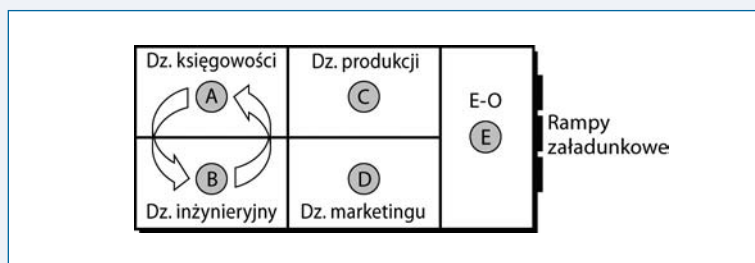 Dz. księgowości
A
Dz. produkcji
C
E-O
E
Rampy
załadunkowe
B
Dz. inżynieryjny
D
Dz. marketingu